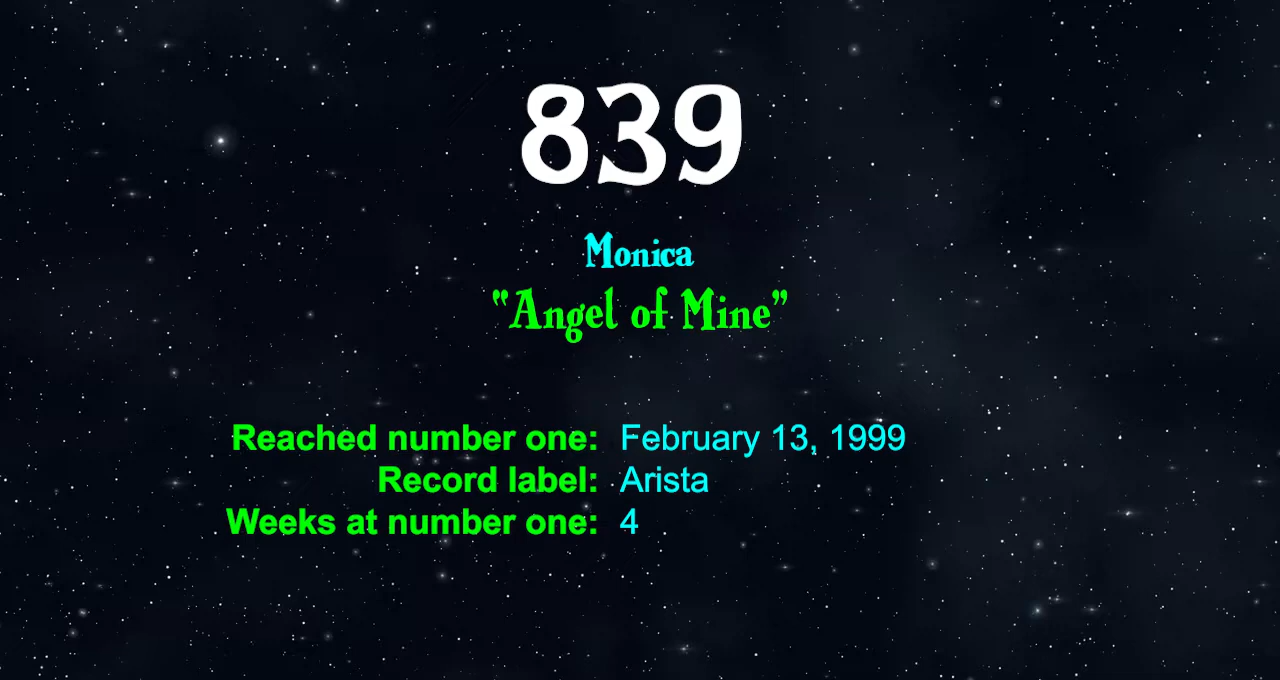 839
Monica
"Angel of Mine"
Reached number one: February 13, 1999
Record label: Arista
Weeks at number one: 4